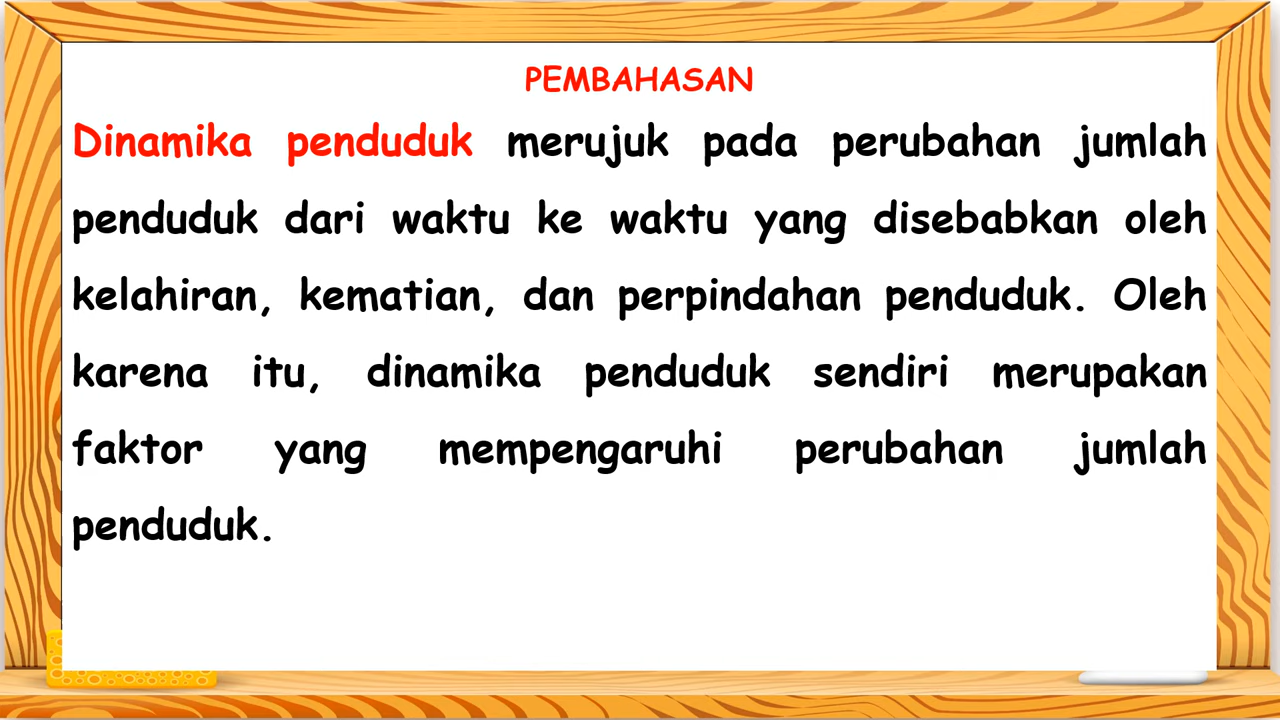 PEMBAHASAN
Dinamika penduduk merujuk pada perubahan jumlah
penduduk dari waktu ke waktu yang disebabkan oleh
kelahiran, kematian, dan perpindahan penduduk. Oleh
karena itu, dinamika penduduk sendiri merupakan
faktor yang mempengaruhi perubahan jumlah
penduduk.